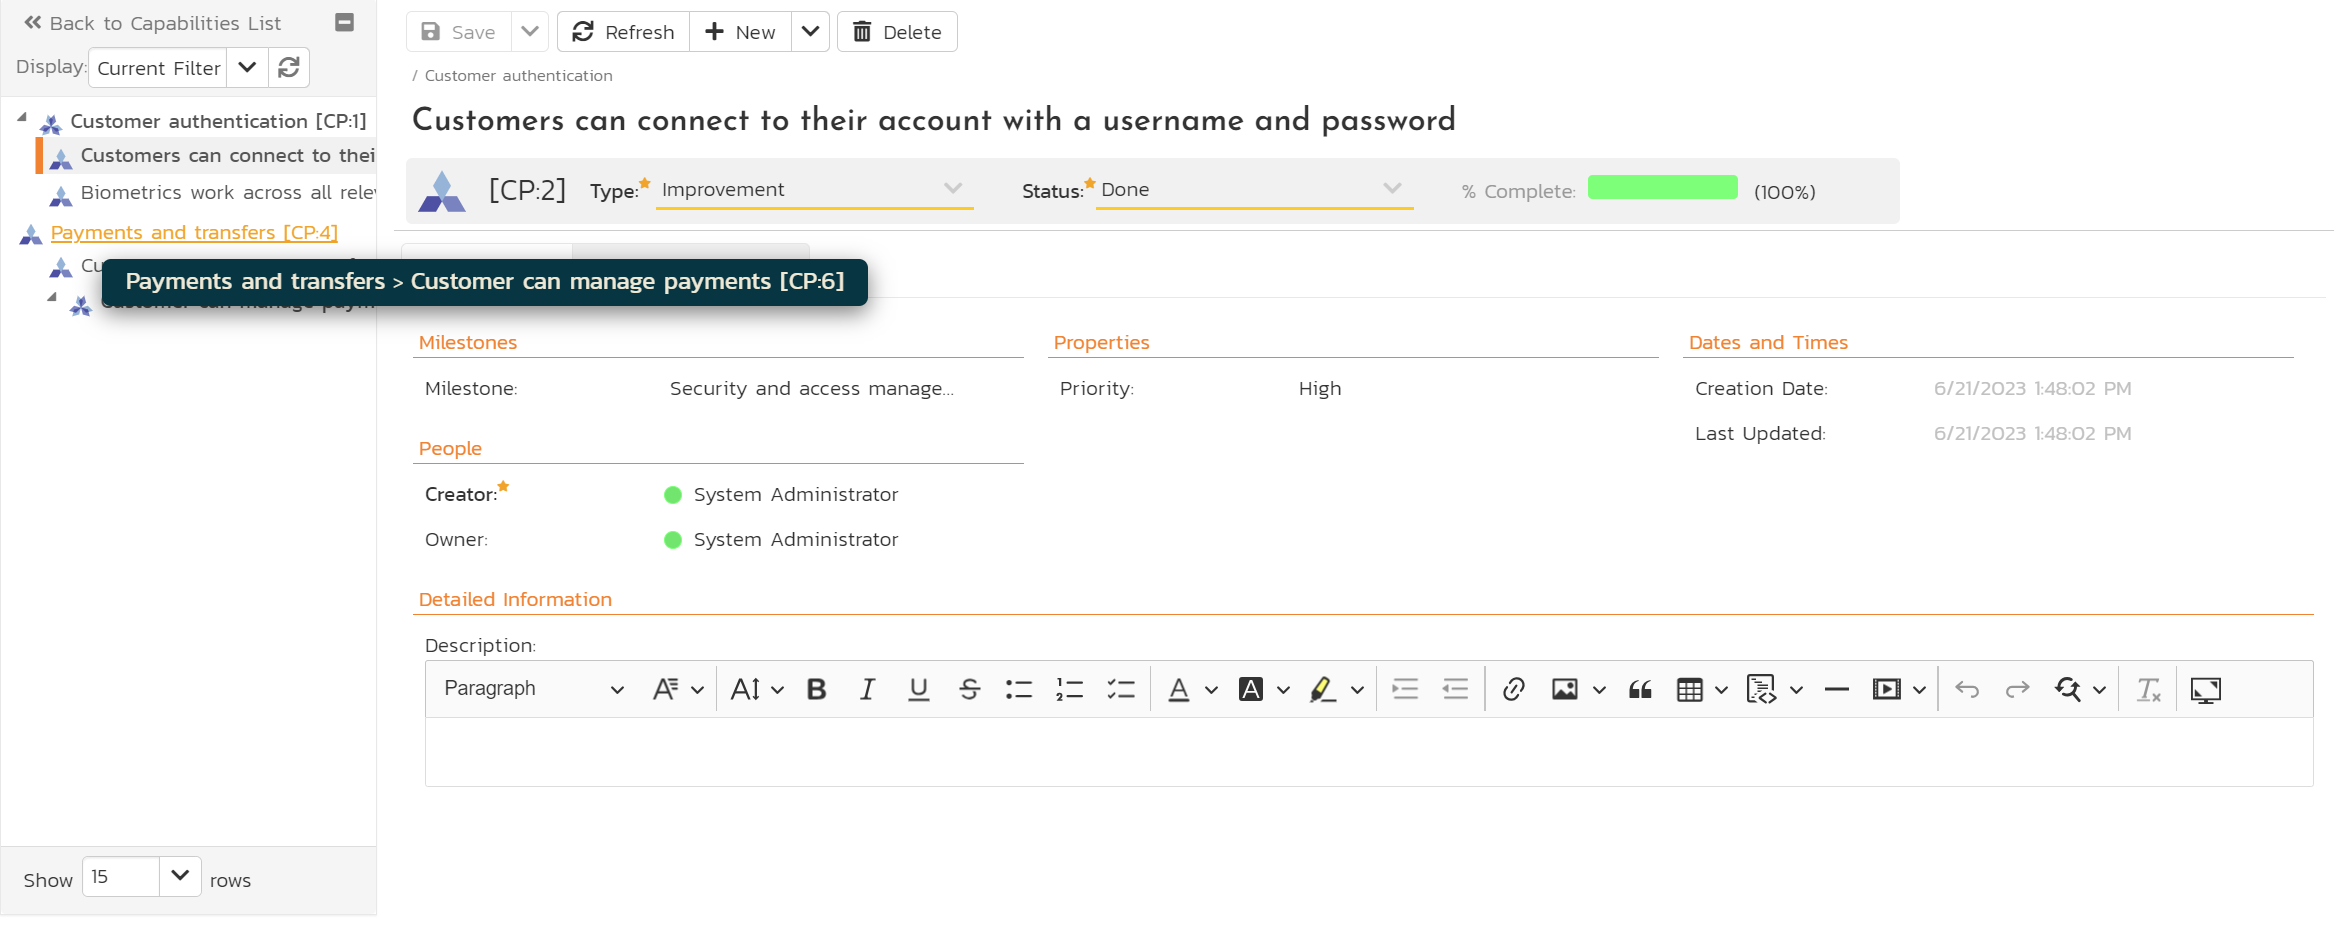 Back to Capabilities List
Display: Current Filter
Customer authentication [CP:1]
Customers can connect to thei
Biometrics work across all rele
Payments and transfers [CP:4]
Cu
Payments and transfers > Customer can manage payments [CP:6]
Show 15 rows
Save
Refresh
New
Delete
/ Customer authentication
Customers can connect to their account with a username and password
[CP:2] Type: Improvement Status: Done % Complete: (100%)
Milestones
Milestone: Security and access manage...
People
Creator: System Administrator
Owner: System Administrator
Properties
Priority: High
Dates and Times
Creation Date: 6/21/2023 1:48:02 PM
Last Updated: 6/21/2023 1:48:02 PM
Detailed Information
Description:
Paragraph